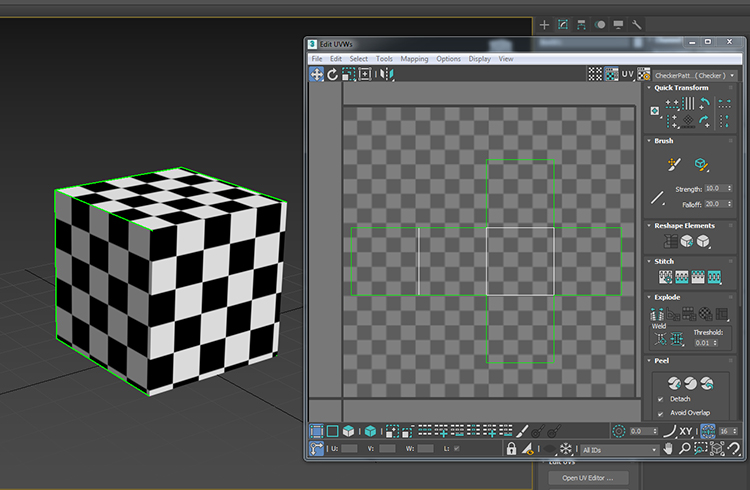 3 Edit UVWs
File Edit Select Tools Mapping Options Display View
UV CheckerPatt... ( Checker )
Quick Transform
Brush
Strength: 10.0
Falloff: 20.0
Reshape Elements
Stitch
Explode
Weld Threshold:
0.01
Peel
Detach
Avoid Overlap
0.0 XY 16
U: V: W: L: All IDs
Edit UVs
Open UV Editor ...